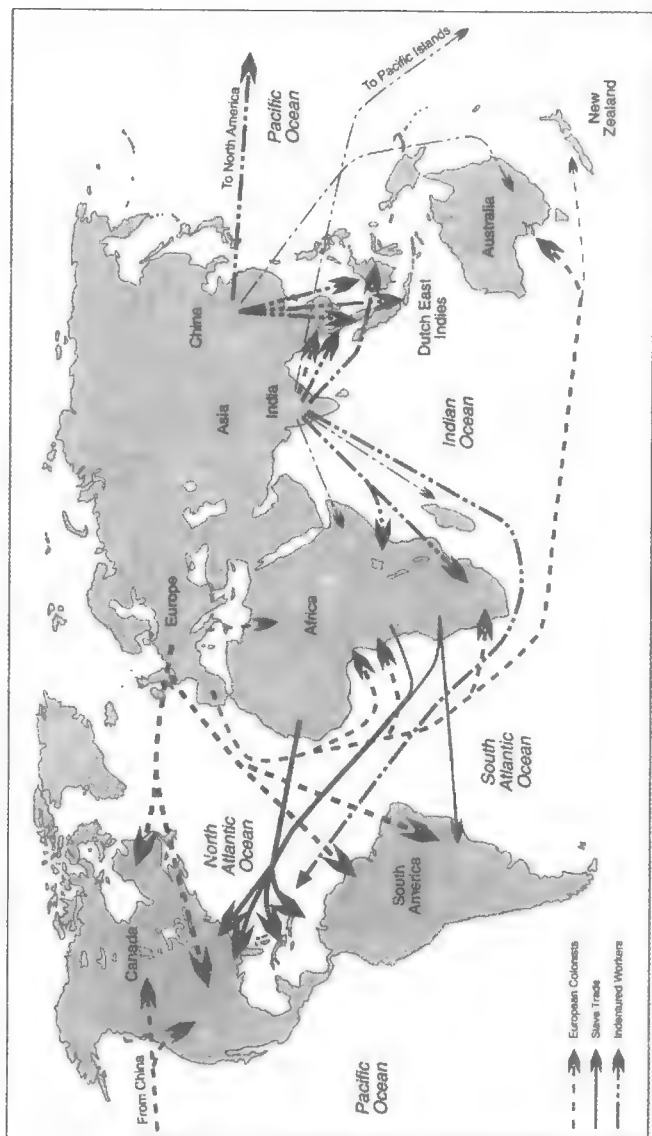 To North America
Pacific
Ocean
To Pacific Islands
New
Zealand
Australia
China
Dutch East
Indies
Asia
India
Indian
Ocean
Europe
Africa
North
Atlantic
Ocean
South
Atlantic
Ocean
Canada
South
America
From China
Pacific
Ocean
European Colonists
Slave Trade
Indentured Workers